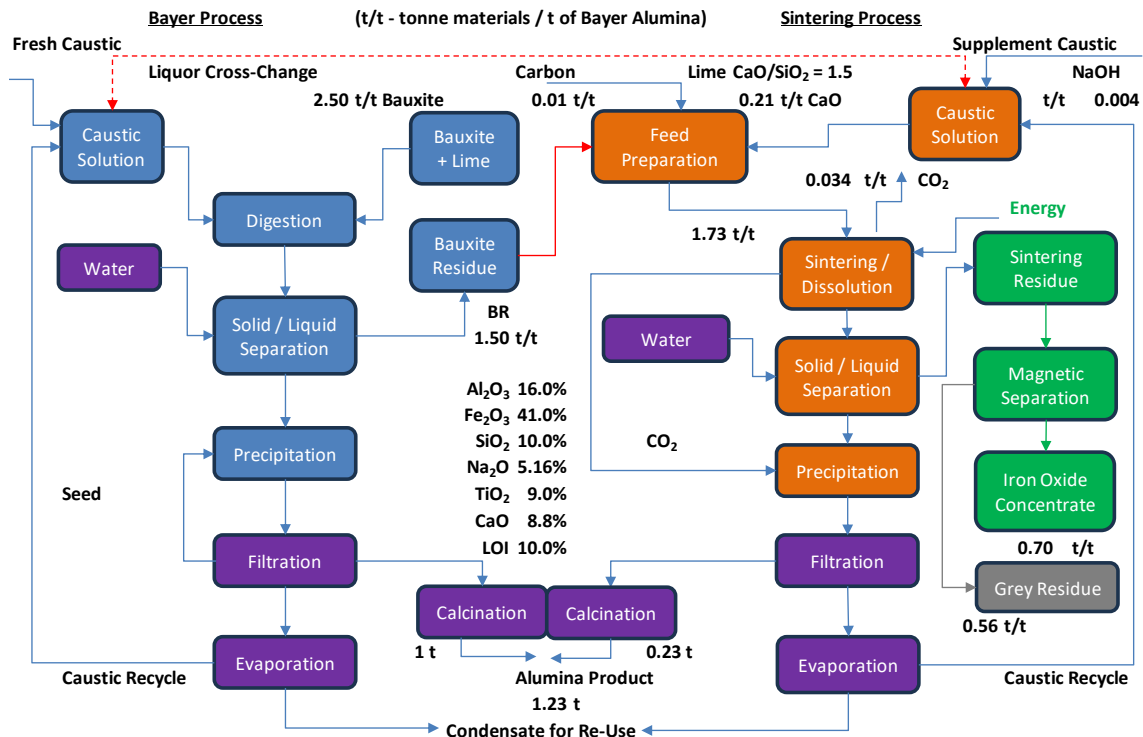 Bayer Process
(t/t - tonne materials / t of Bayer Alumina)
Sintering Process
Fresh Caustic
Supplement Caustic
Liquor Cross-Change
Carbon
Lime CaO/SiO₂ = 1.5
NaOH
2.50 t/t Bauxite
0.01 t/t
0.21 t/t CaO
t/t 0.004
Caustic
Solution
Bauxite
+ Lime
Feed
Preparation
Caustic
Solution
0.034 t/t CO₂
Digestion
Energy
1.73 t/t
Water
Bauxite
Residue
Sintering /
Dissolution
Sintering
Residue
BR
1.50 t/t
Solid / Liquid
Separation
Water
Solid / Liquid
Separation
Magnetic
Separation
Al₂O₃ 16.0%
Fe₂O₃ 41.0%
SiO₂ 10.0%
Na₂O 5.16%
TiO₂ 9.0%
CaO 8.8%
LOI 10.0%
Precipitation
CO₂
Precipitation
Iron Oxide
Concentrate
Seed
0.70 t/t
Filtration
Filtration
Grey Residue
Calcination
Calcination
0.56 t/t
1 t
0.23 t
Evaporation
Evaporation
Caustic Recycle
Alumina Product
Caustic Recycle
1.23 t
Condensate for Re-Use